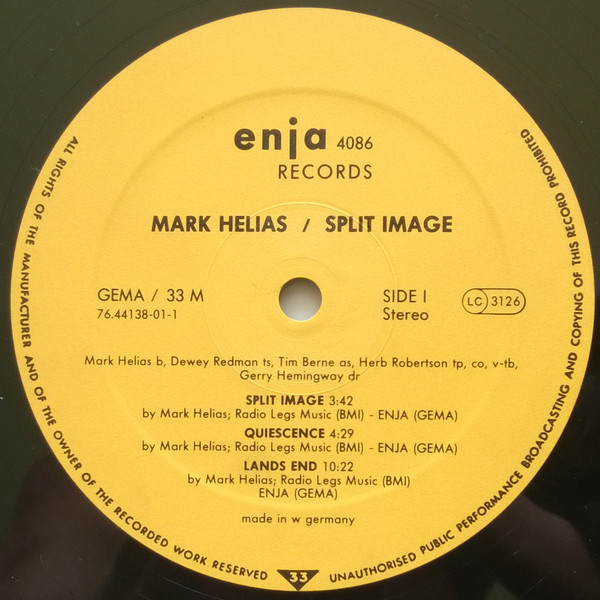 enja 4086
RECORDS
MARK HELIAS / SPLIT IMAGE
GEMA / 33 M
76.44138-01-1
SIDE I
Stereo
LC 3126
Mark Helias b, Dewey Redman ts, Tim Berne as, Herb Robertson tp, co, v-tb,
Gerry Hemingway dr
SPLIT IMAGE 3:42
by Mark Helias; Radio Legs Music (BMI) - ENJA (GEMA)
QUIESCENCE 4:29
by Mark Helias; Radio Legs Music (BMI) - ENJA (GEMA)
LANDS END 10:22
by Mark Helias; Radio Legs Music (BMI)
ENJA (GEMA)
made in w germany
ALL RIGHTS OF THE MANUFACTURER AND OF THE OWNER OF THE RECORDED WORK RESERVED
33
UNAUTHORISED PUBLIC PERFORMANCE BROADCASTING AND COPYING OF THIS RECORD PROHIBITED